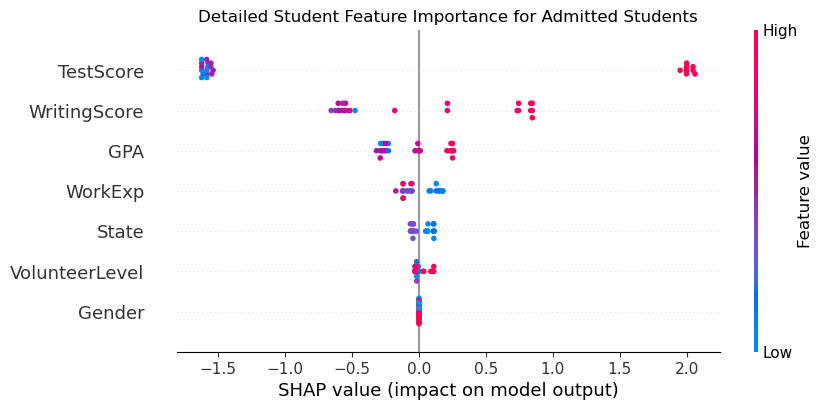 Detailed Student Feature Importance for Admitted Students
High
TestScore
WritingScore
GPA
WorkExp
State
VolunteerLevel
Gender
Feature value
Low
−1.5 −1.0 −0.5 0.0 0.5 1.0 1.5 2.0
SHAP value (impact on model output)